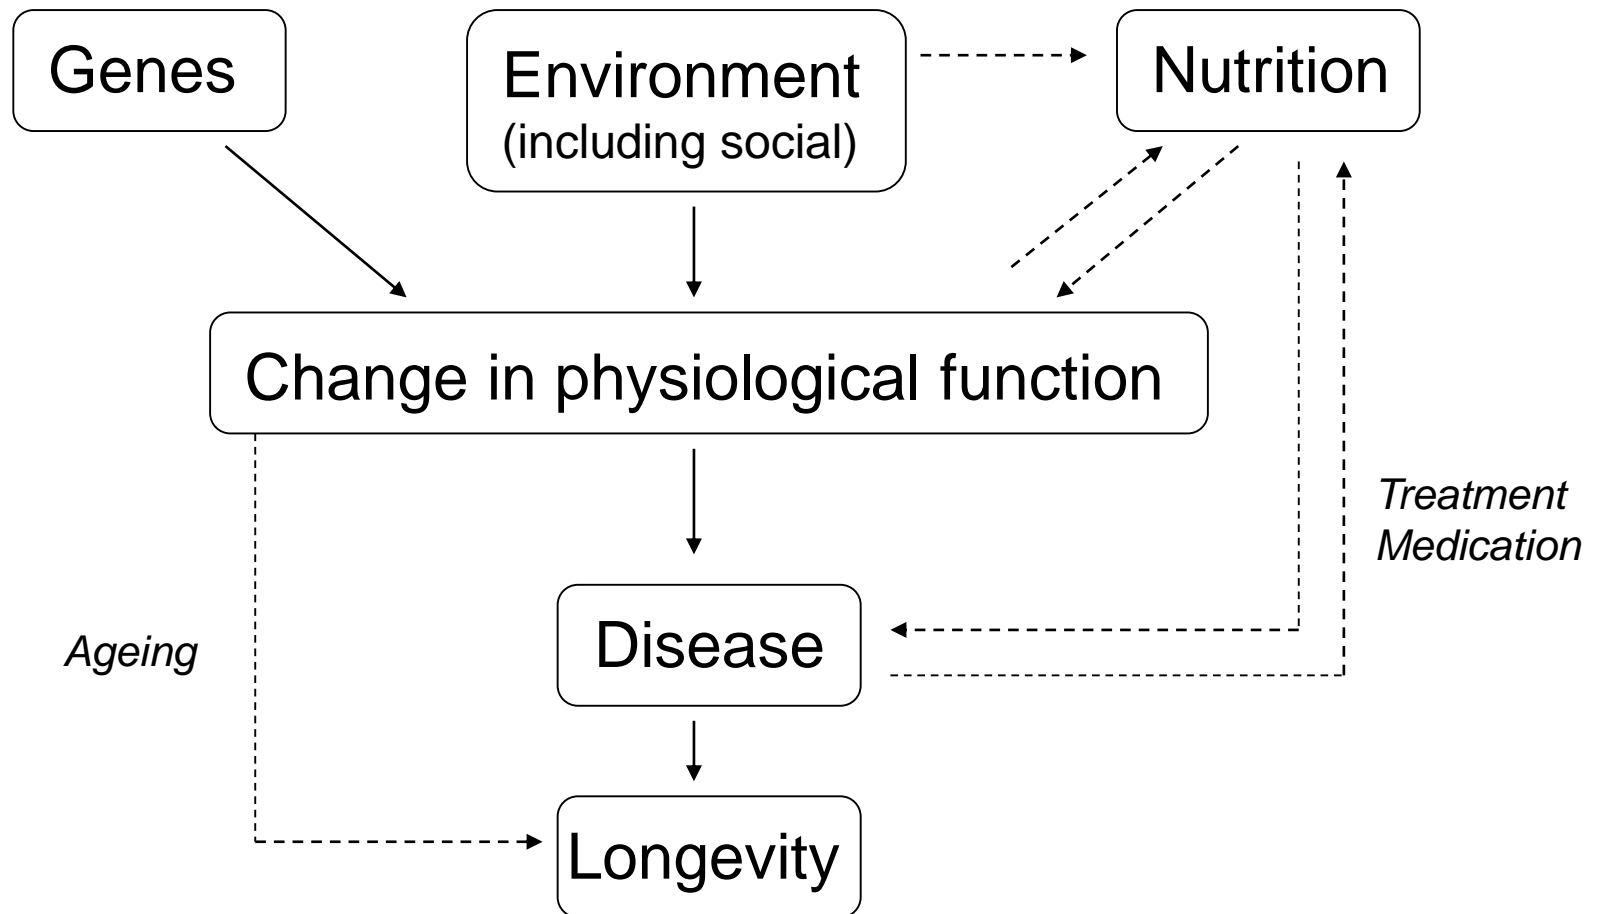 Genes
Environment
(including social)
Nutrition
Change in physiological function
Treatment
Medication
Disease
Ageing
Longevity